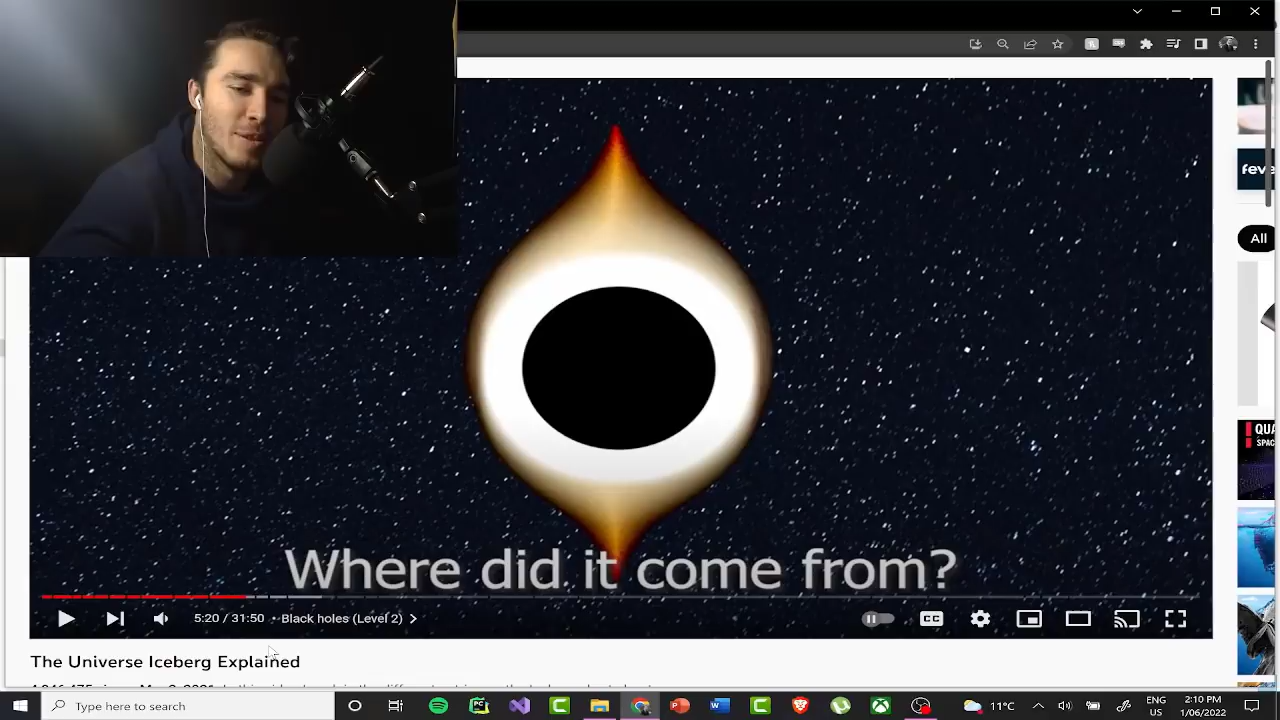 feve
All
QUA
SPAC
Where did it come from?
5:20 / 31:50 • Black holes (Level 2)
CC
The Universe Iceberg Explained
Type here to search
11°C
ENG
US
2:10 PM
1/06/2022